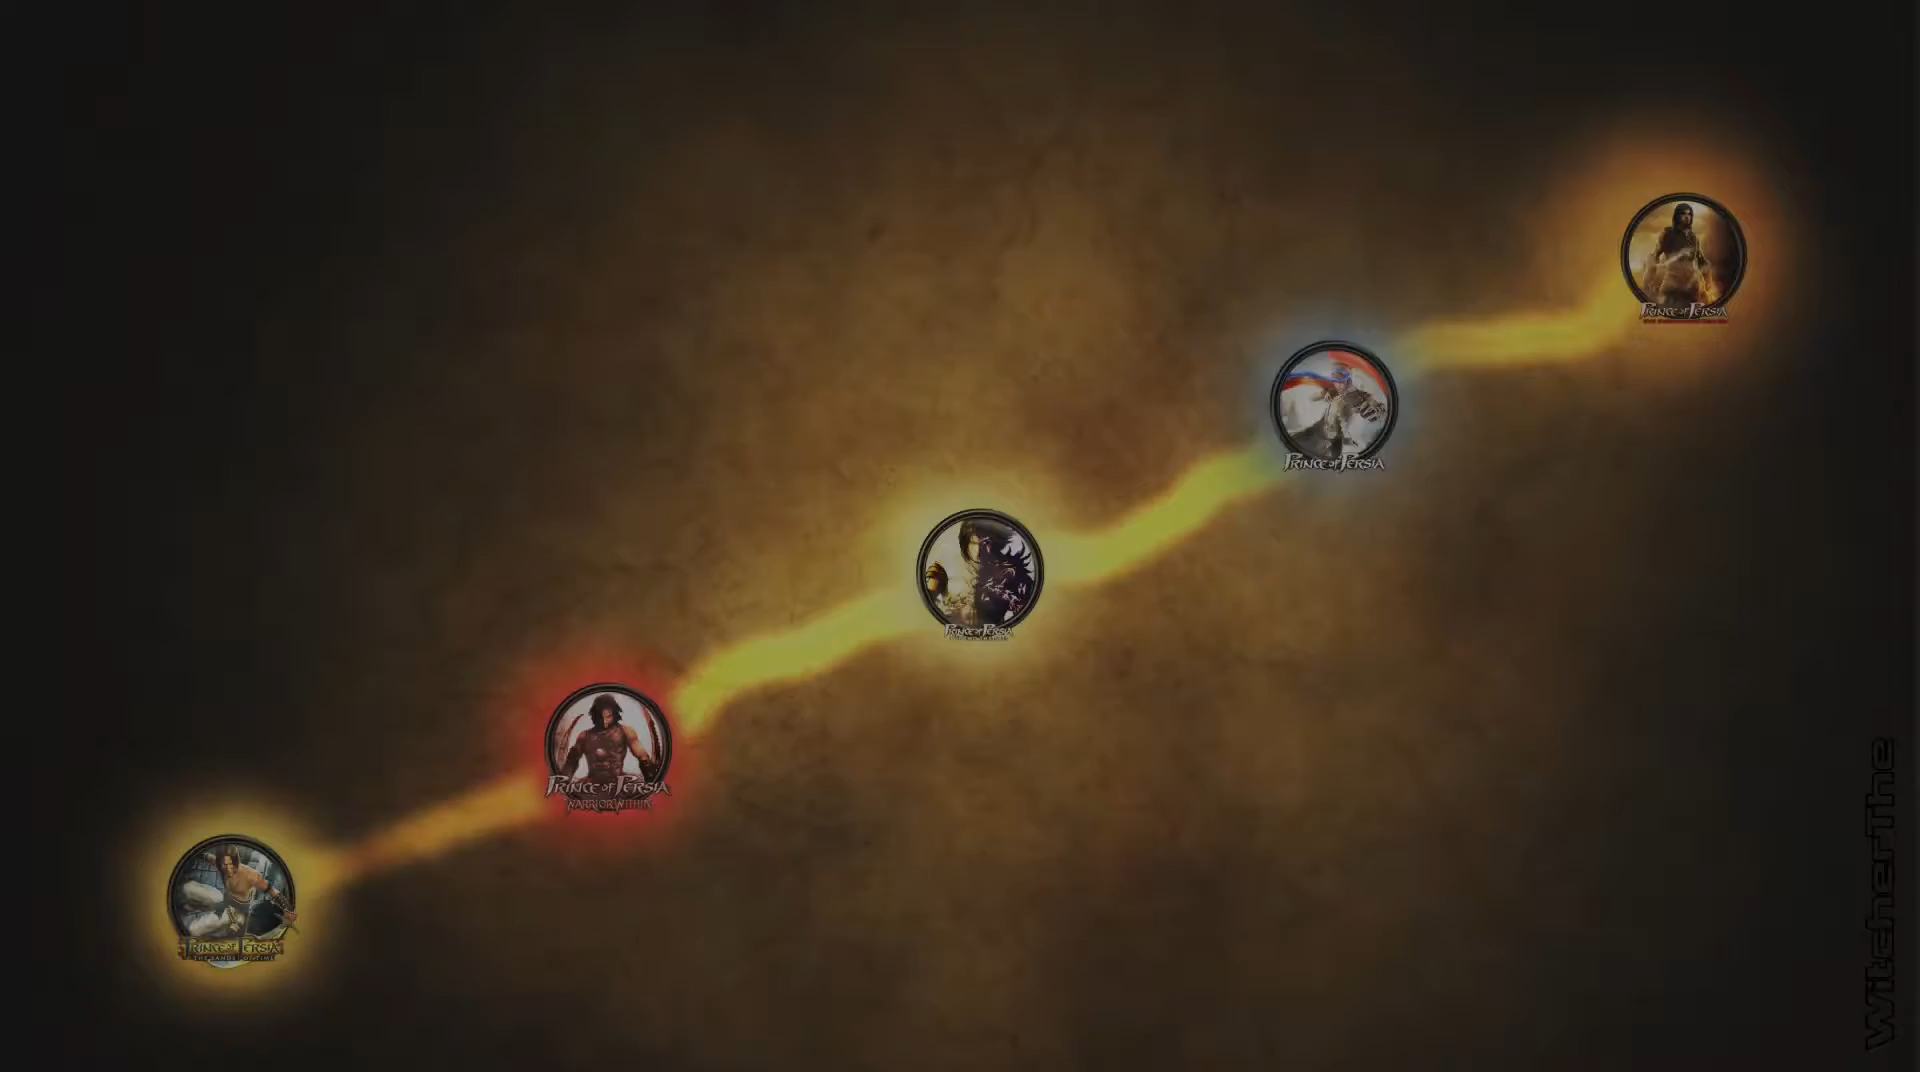 PRINCE OF PERSIA
PRINCE OF PERSIA
PRINCE OF PERSIA
PRINCE OF PERSIA
WARRIOR WITHIN
PRINCE OF PERSIA
THE SANDS OF TIME
WitcherThe